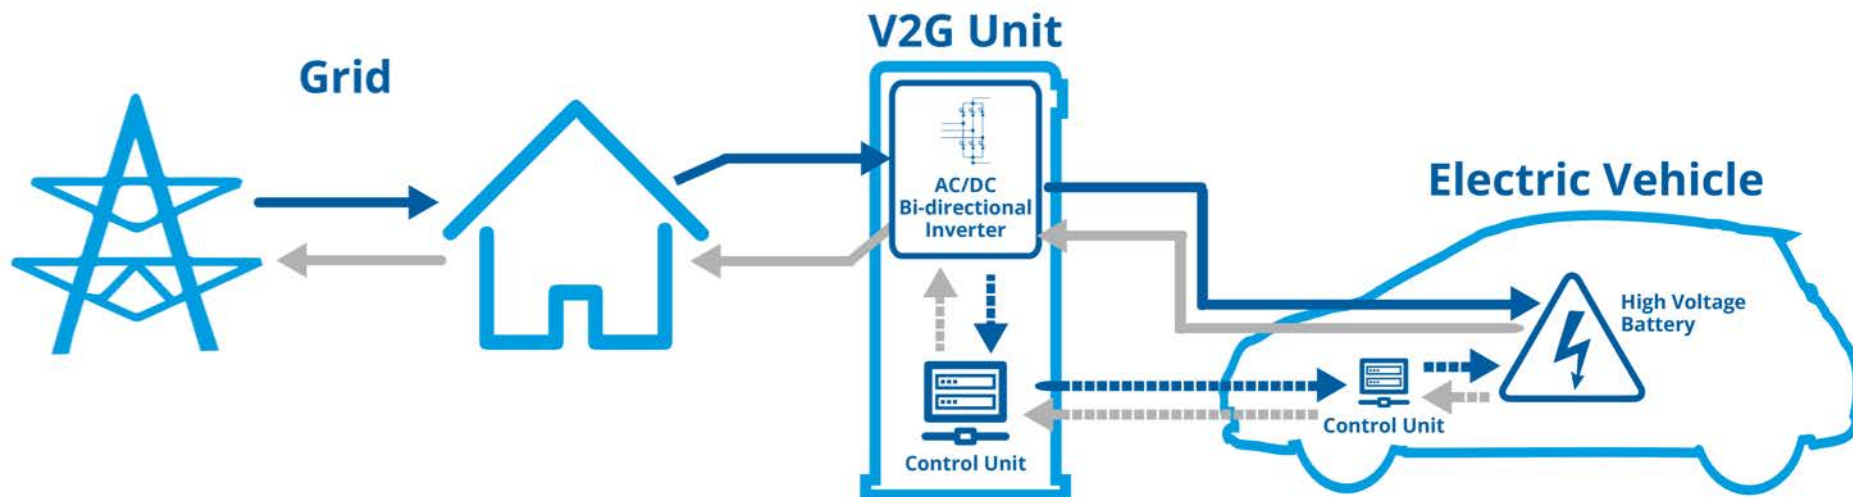 V2G Unit
Grid
AC/DC
Bi-directional
Inverter
Electric Vehicle
High Voltage
Battery
Control Unit
Control Unit